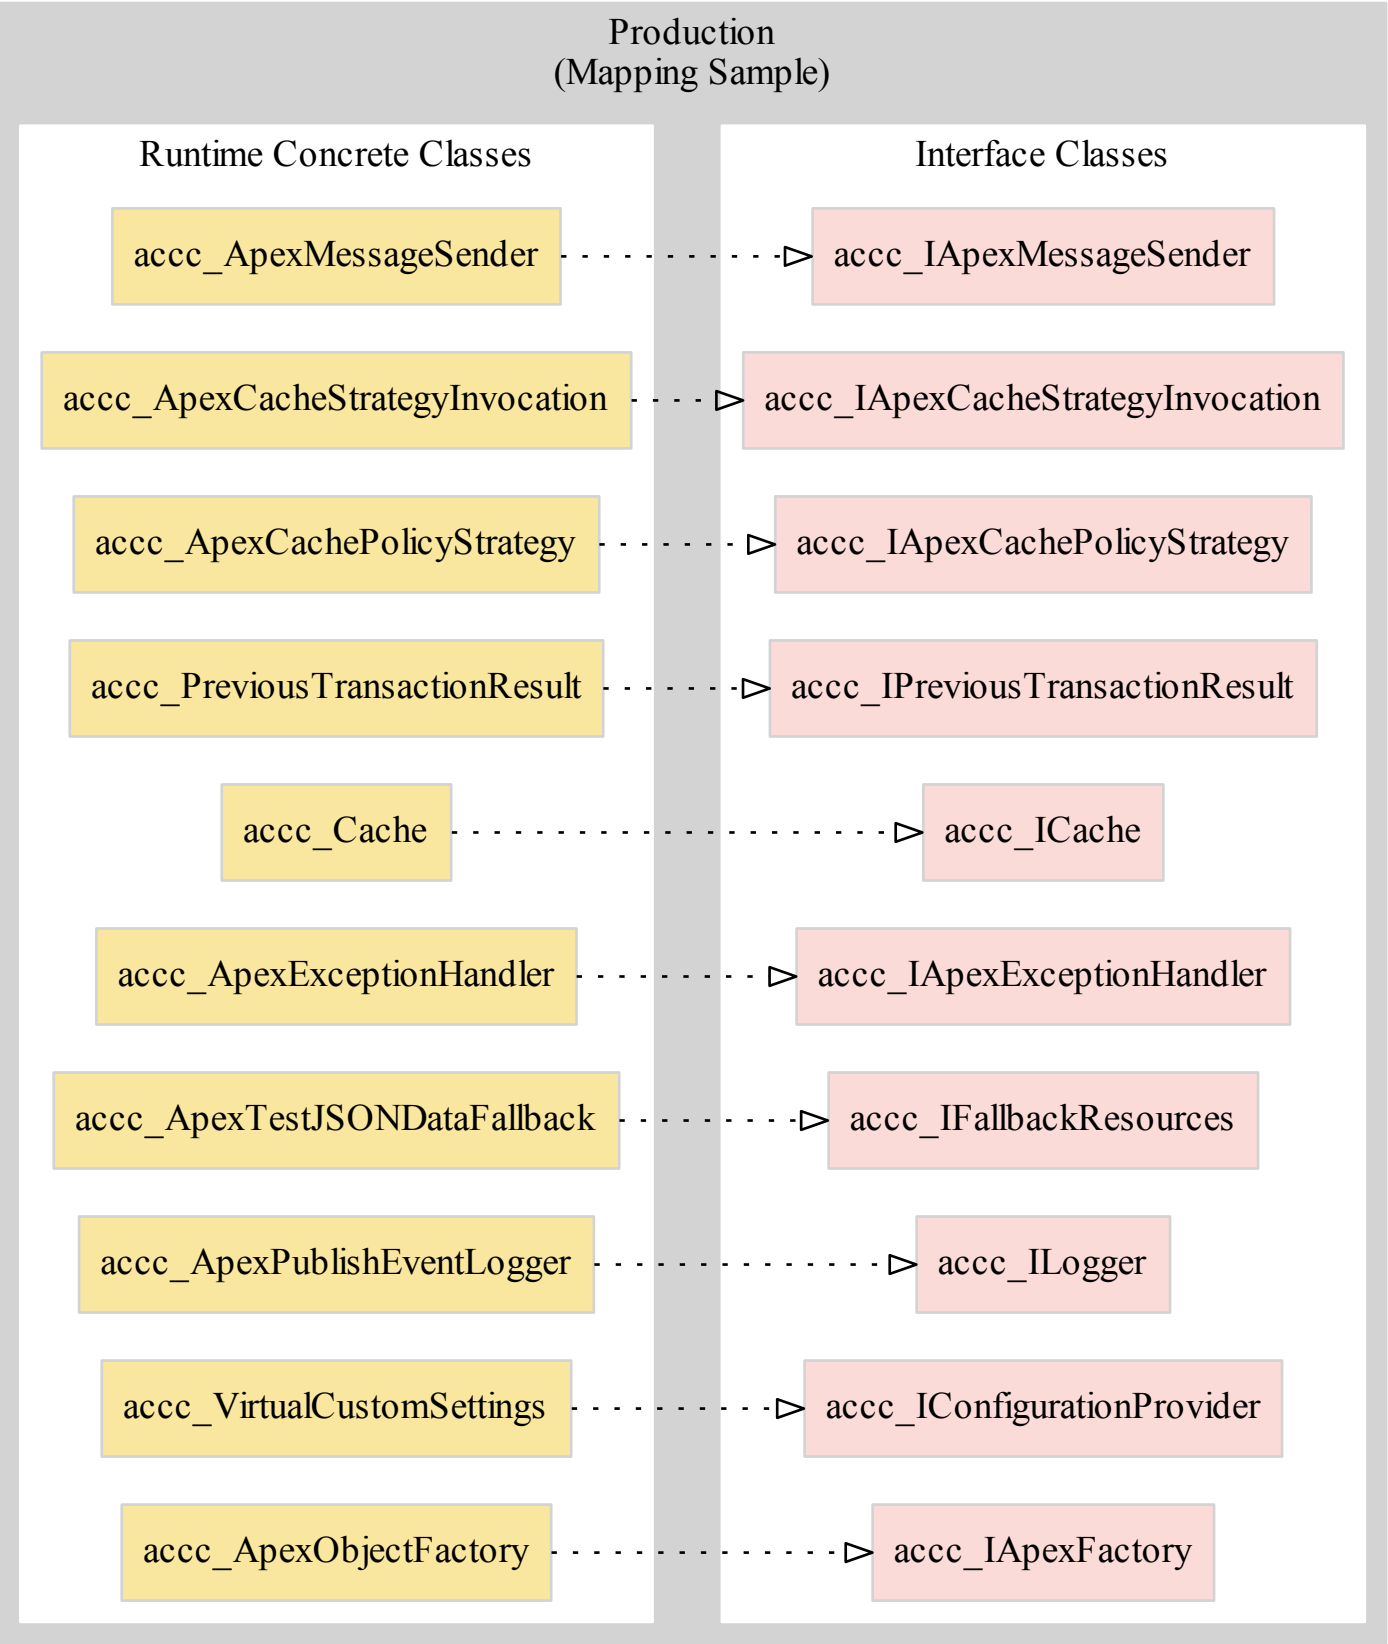 Production
(Mapping Sample)
Runtime Concrete Classes
Interface Classes
accc_ApexMessageSender
accc_IApexMessageSender
accc_ApexCacheStrategyInvocation
accc_IApexCacheStrategyInvocation
accc_ApexCachePolicyStrategy
accc_IApexCachePolicyStrategy
accc_PreviousTransactionResult
accc_IPreviousTransactionResult
accc_Cache
accc_ICache
accc_ApexExceptionHandler
accc_IApexExceptionHandler
accc_ApexTestJSONDataFallback
accc_IFallbackResources
accc_ApexPublishEventLogger
accc_ILogger
accc_VirtualCustomSettings
accc_IConfigurationProvider
accc_ApexObjectFactory
accc_IApexFactory